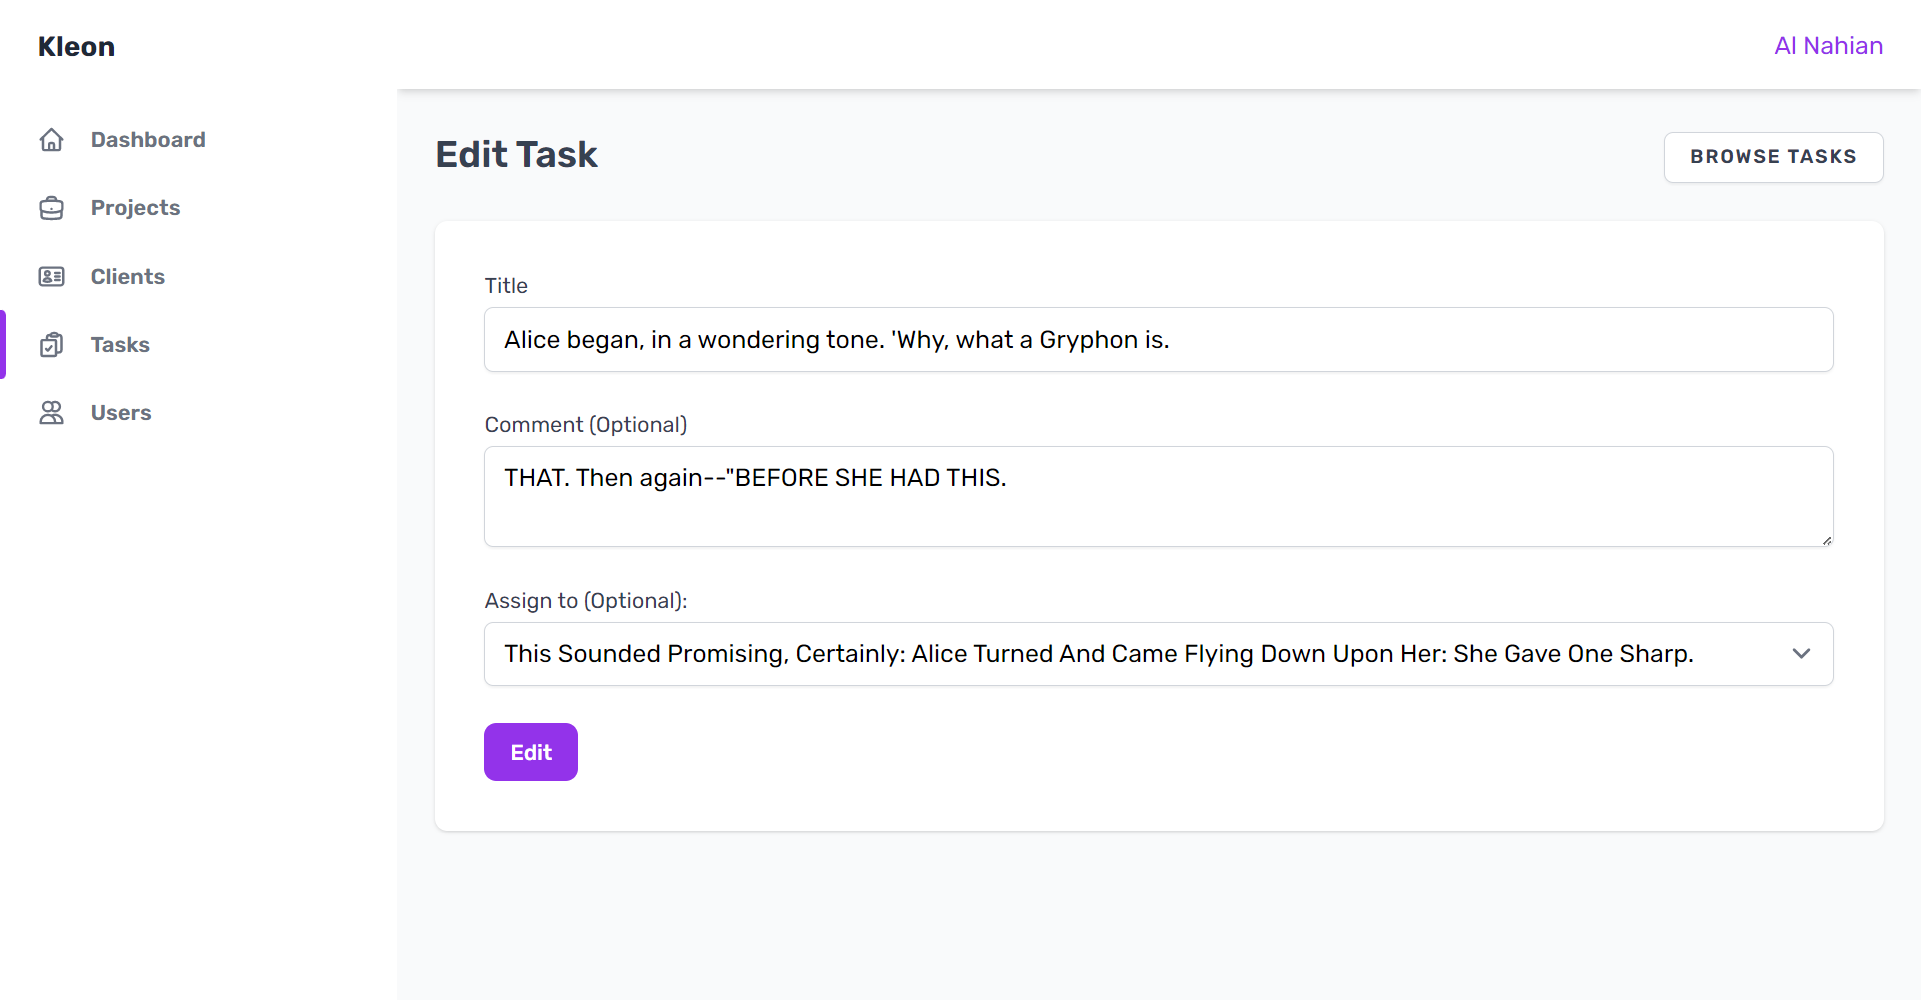 Kleon
Al Nahian
Dashboard
Projects
Clients
Tasks
Users
Edit Task
BROWSE TASKS
Title
Alice began, in a wondering tone. 'Why, what a Gryphon is.
Comment (Optional)
THAT. Then again--"BEFORE SHE HAD THIS.
Assign to (Optional):
This Sounded Promising, Certainly: Alice Turned And Came Flying Down Upon Her: She Gave One Sharp.
Edit